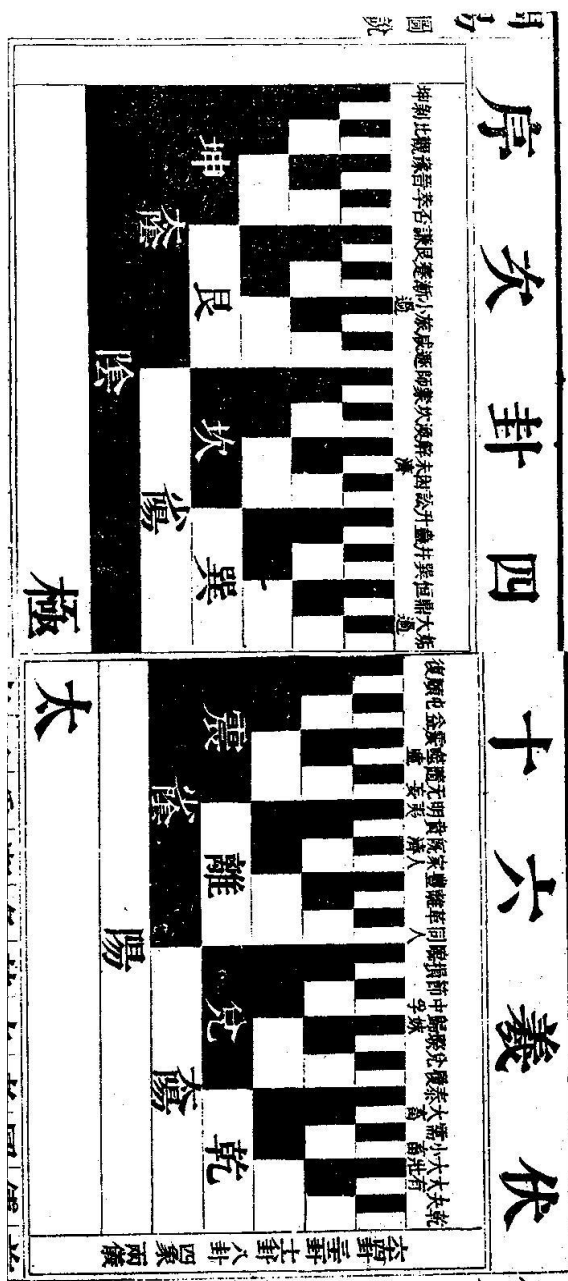 圖說
伏羲六十四卦次序
六十四卦
三十二卦
十六卦
八卦
四象
兩儀
乾夬大有大壯小畜需大畜泰履兌睽歸妹中孚節損臨同人革離豐家人既濟賁明夷无妄隨噬嗑震益屯頤復
姤大過鼎恒巽井蠱升訟困未濟解渙坎蒙師遯咸旅小過漸蹇艮謙否萃晉豫觀比剝坤
乾 兌 離 震 巽 坎 艮 坤
太陽 少陰 少陽 太陰
陽 陰
太極